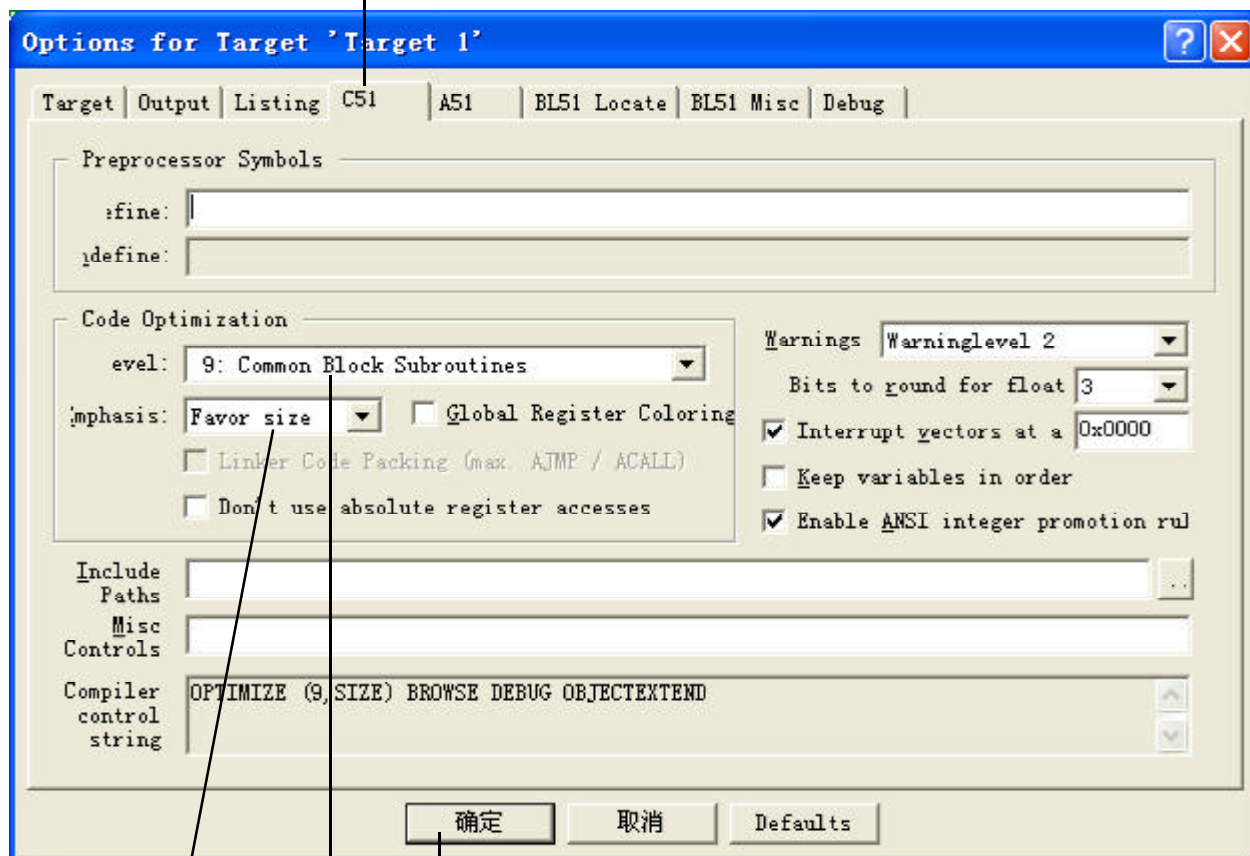 Options for Target 'Target 1'
Target Output Listing C51 A51 BL51 Locate BL51 Misc Debug
Preprocessor Symbols
efine:
ndefine:
Code Optimization
evel: 9: Common Block Subroutines
Warnings Warninglevel 2
Bits to round for float 3
mphasis: Favor size Global Register Coloring
Interrupt vectors at a 0x0000
Linker Code Packing (max. AJMP / ACALL)
Keep variables in order
Don't use absolute register accesses
Enable ANSI integer promotion rul
Include
Paths
..
Misc
Controls
Compiler
control
string
OPTIMIZE (9,SIZE) BROWSE DEBUG OBJECTEXTEND
确定 取消 Defaults